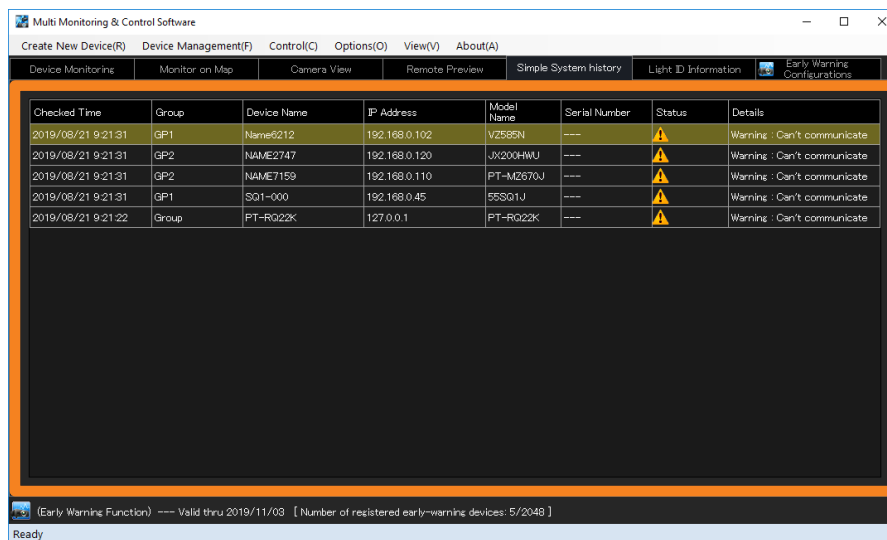 Multi Monitoring & Control Software
Create New Device(R) Device Management(F) Control(C) Options(O) View(V) About(A)
Device Monitoring Monitor on Map Camera View Remote Preview Simple System history Light ID Information Early Warning Configurations
Checked Time Group Device Name IP Address Model Name Serial Number Status Details
2019/08/21 9:21:31 GP1 Name6212 192.168.0.102 VZ585N --- Warning : Can't communicate
2019/08/21 9:21:31 GP2 NAME2747 192.168.0.120 JX200HWU --- Warning : Can't communicate
2019/08/21 9:21:31 GP2 NAME7159 192.168.0.110 PT-MZ670J --- Warning : Can't communicate
2019/08/21 9:21:31 GP1 SQ1-000 192.168.0.45 55SQ1J --- Warning : Can't communicate
2019/08/21 9:21:22 Group PT-RQ22K 127.0.0.1 PT-RQ22K --- Warning : Can't communicate
(Early Warning Function) --- Valid thru 2019/11/03 [ Number of registered early-warning devices: 5/2048 ]
Ready